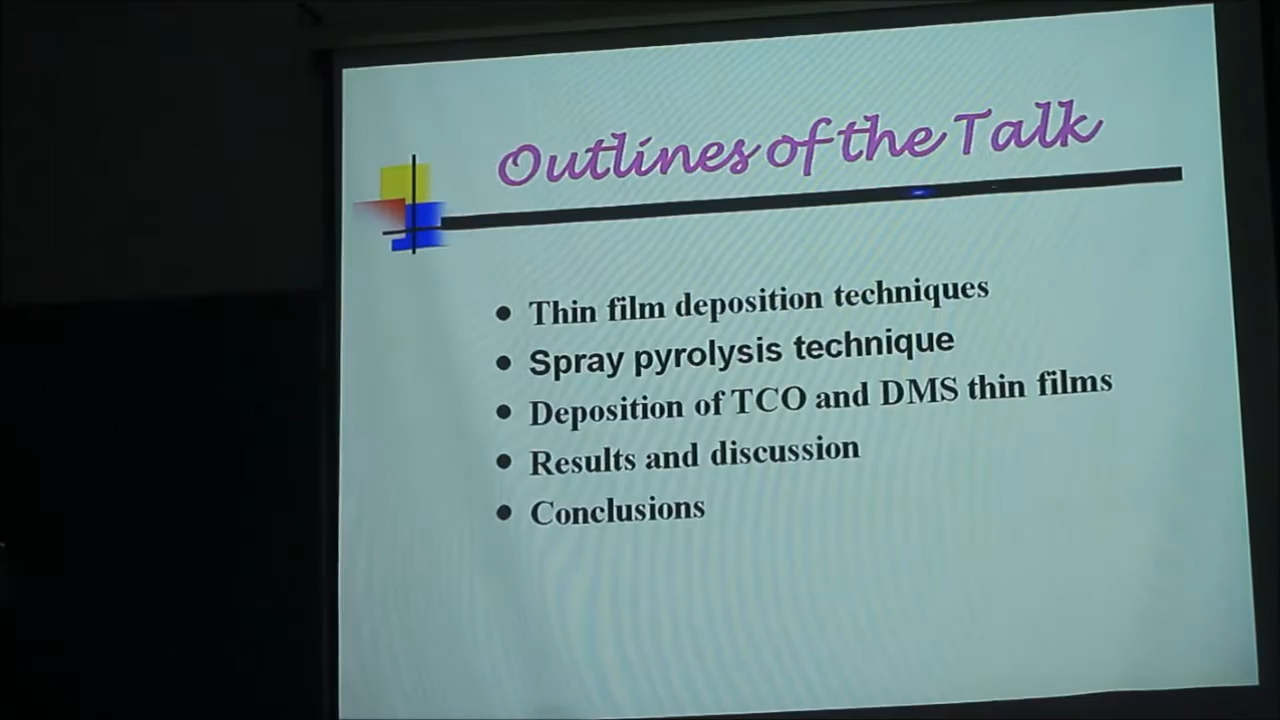 Outlines of the Talk
• Thin film deposition techniques
• Spray pyrolysis technique
• Deposition of TCO and DMS thin films
• Results and discussion
• Conclusions